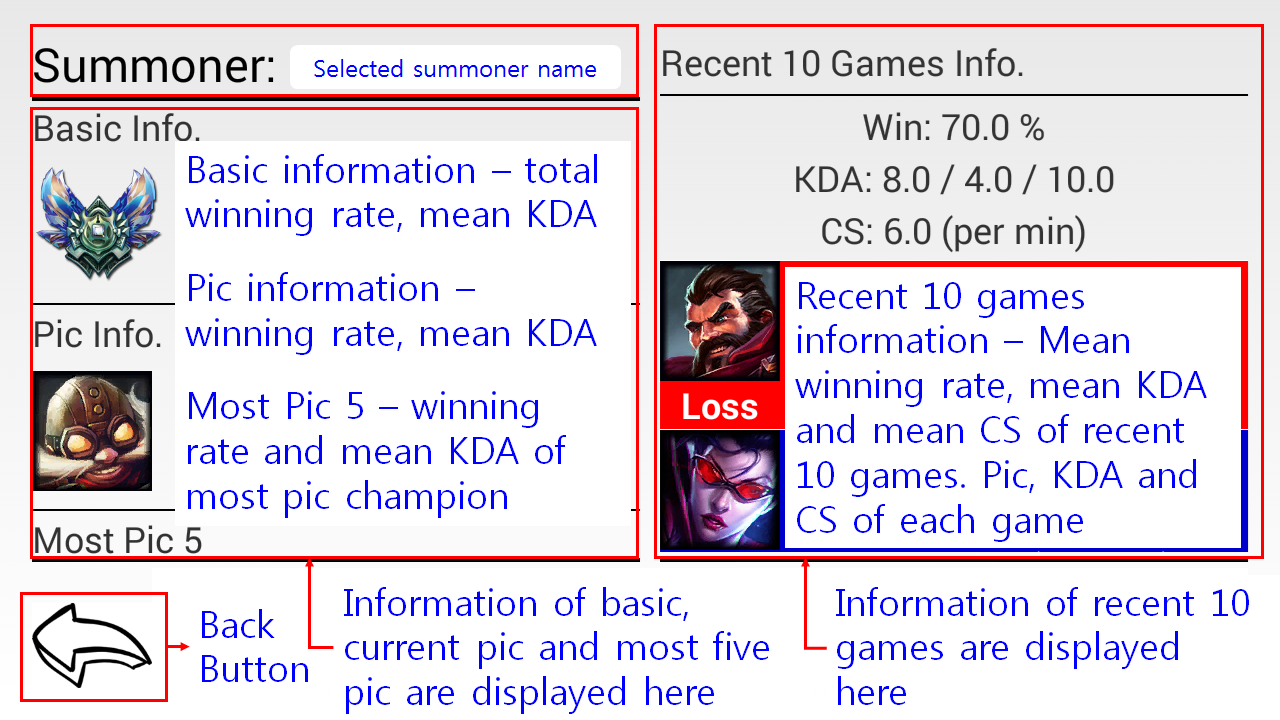 Summoner:
Selected summoner name
Basic Info.
Basic information – total
winning rate, mean KDA
Pic information –
winning rate, mean KDA
Pic Info.
Most Pic 5 – winning
rate and mean KDA of
most pic champion
Most Pic 5
Recent 10 Games Info.
Win: 70.0 %
KDA: 8.0 / 4.0 / 10.0
CS: 6.0 (per min)
Recent 10 games
information – Mean
winning rate, mean KDA
and mean CS of recent
10 games. Pic, KDA and
CS of each game
Loss
Back
Button
Information of basic,
current pic and most five
pic are displayed here
Information of recent 10
games are displayed
here